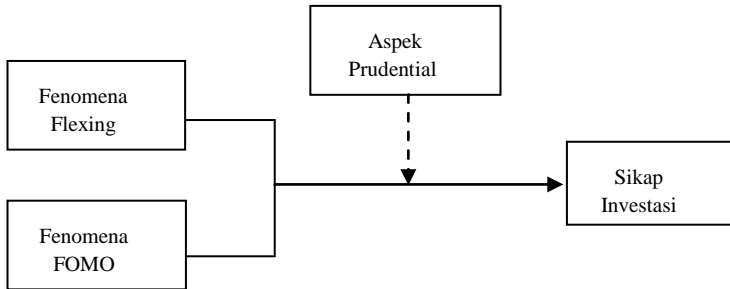 Aspek
Prudential
Fenomena
Flexing
Sikap
Investasi
Fenomena
FOMO